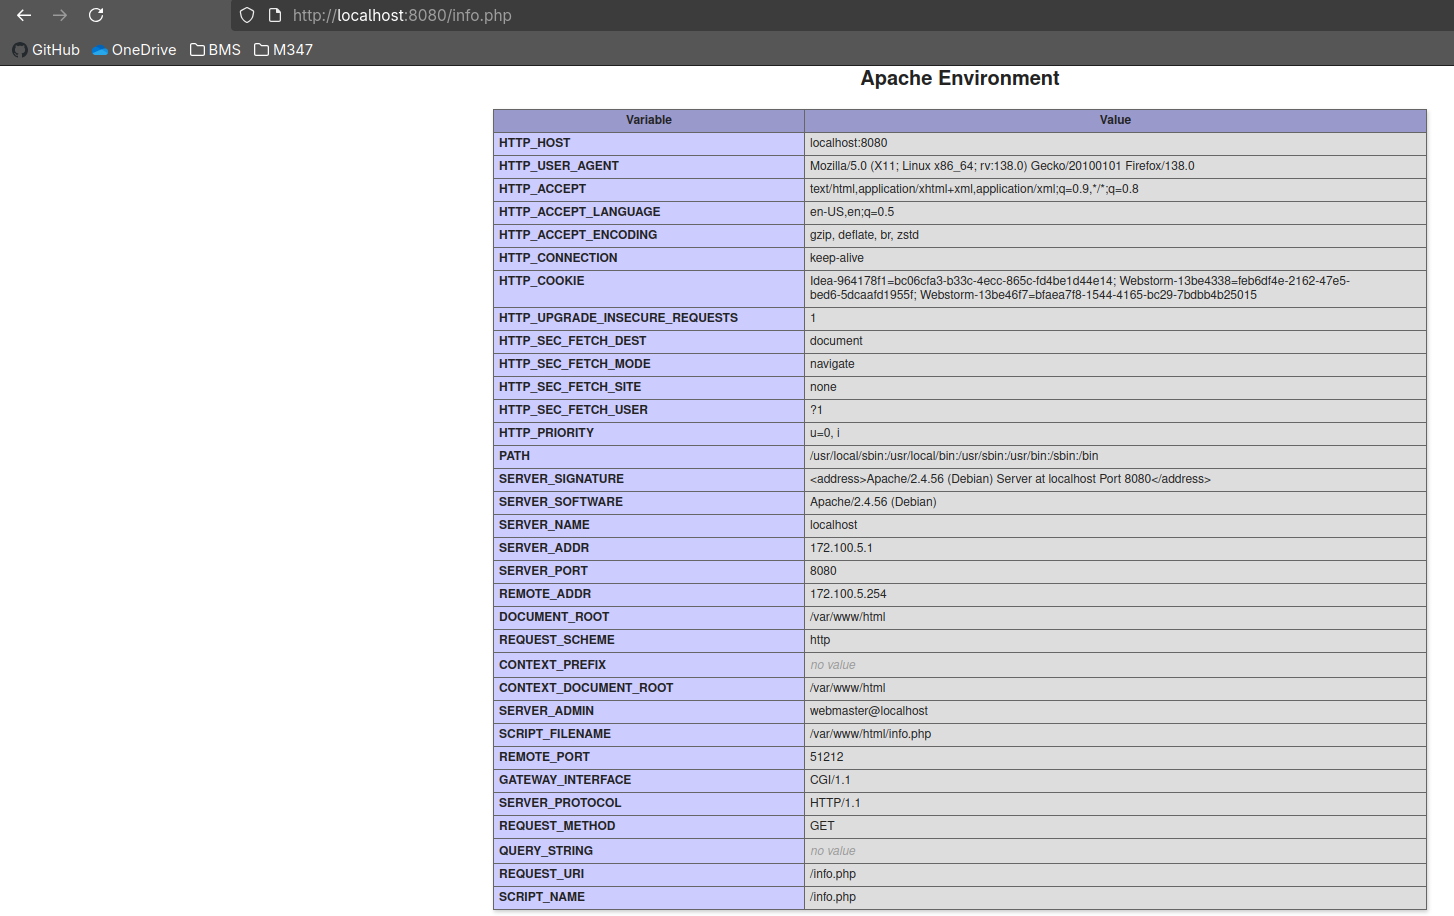 http://localhost:8080/info.php
GitHub OneDrive BMS M347
Apache Environment
Variable Value
HTTP_HOST localhost:8080
HTTP_USER_AGENT Mozilla/5.0 (X11; Linux x86_64; rv:138.0) Gecko/20100101 Firefox/138.0
HTTP_ACCEPT text/html,application/xhtml+xml,application/xml;q=0.9,*/*;q=0.8
HTTP_ACCEPT_LANGUAGE en-US,en;q=0.5
HTTP_ACCEPT_ENCODING gzip, deflate, br, zstd
HTTP_CONNECTION keep-alive
HTTP_COOKIE Idea-964178f1=bc06cfa3-b33c-4ecc-865c-fd4be1d44e14; Webstorm-13be4338=feb6df4e-2162-47e5-
bed6-5dcaafd1955f; Webstorm-13be46f7=bfaea7f8-1544-4165-bc29-7bdbb4b25015
HTTP_UPGRADE_INSECURE_REQUESTS 1
HTTP_SEC_FETCH_DEST document
HTTP_SEC_FETCH_MODE navigate
HTTP_SEC_FETCH_SITE none
HTTP_SEC_FETCH_USER ?1
HTTP_PRIORITY u=0, i
PATH /usr/local/sbin:/usr/local/bin:/usr/sbin:/usr/bin:/sbin:/bin
SERVER_SIGNATURE <address>Apache/2.4.56 (Debian) Server at localhost Port 8080</address>
SERVER_SOFTWARE Apache/2.4.56 (Debian)
SERVER_NAME localhost
SERVER_ADDR 172.100.5.1
SERVER_PORT 8080
REMOTE_ADDR 172.100.5.254
DOCUMENT_ROOT /var/www/html
REQUEST_SCHEME http
CONTEXT_PREFIX no value
CONTEXT_DOCUMENT_ROOT /var/www/html
SERVER_ADMIN webmaster@localhost
SCRIPT_FILENAME /var/www/html/info.php
REMOTE_PORT 51212
GATEWAY_INTERFACE CGI/1.1
SERVER_PROTOCOL HTTP/1.1
REQUEST_METHOD GET
QUERY_STRING no value
REQUEST_URI /info.php
SCRIPT_NAME /info.php